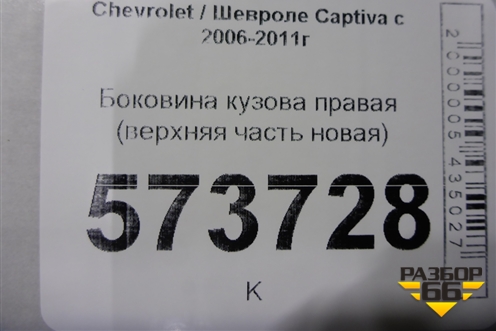 Chevrolet / Шевроле Captiva с
2006-2011г
Боковина кузова правая
(верхняя часть новая)
573728
К
2000005435027
РАЗБОР
66